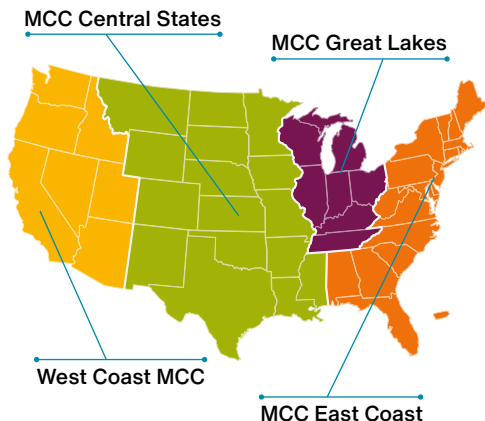 MCC Central States
MCC Great Lakes
West Coast MCC
MCC East Coast